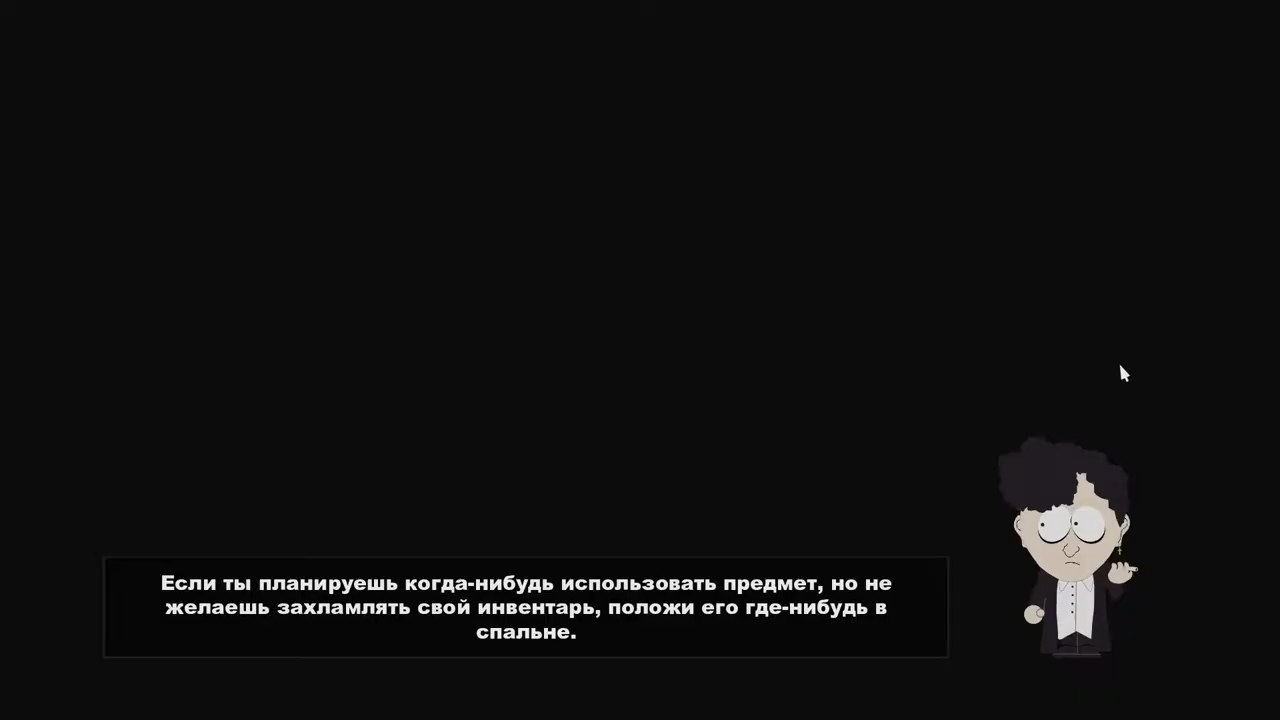 Если ты планируешь когда-нибудь использовать предмет, но не
желаешь захламлять свой инвентарь, положи его где-нибудь в
спальне.